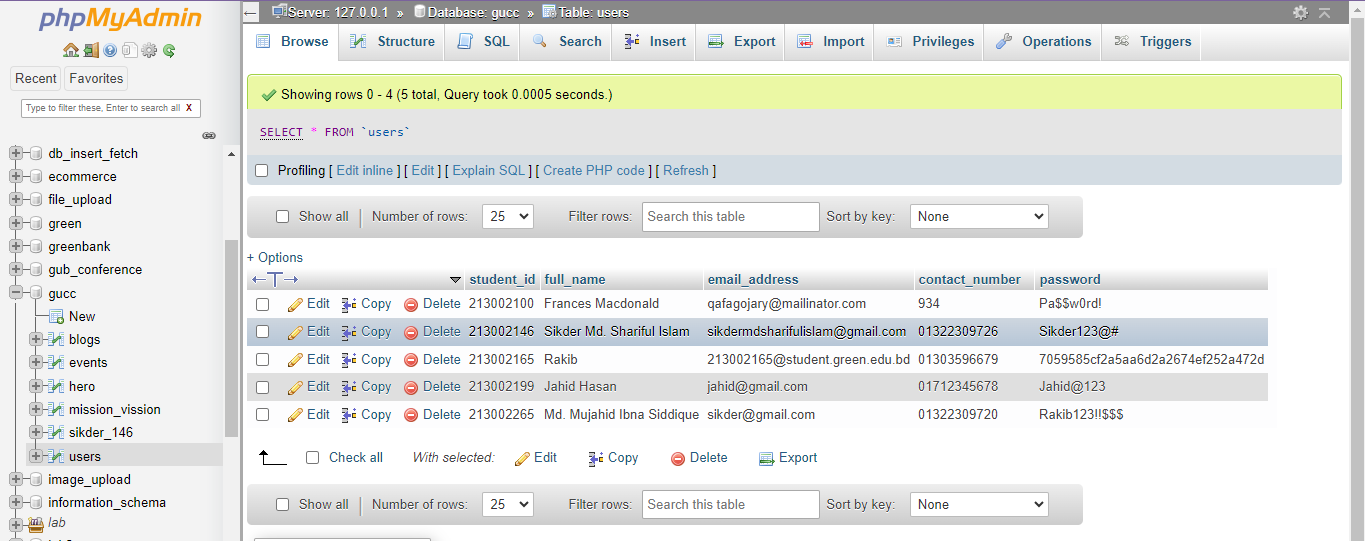 phpMyAdmin
Recent Favorites
Type to filter these, Enter to search all X
db_insert_fetch
ecommerce
file_upload
green
greenbank
gub_conference
gucc
New
blogs
events
hero
mission_vission
sikder_146
users
image_upload
information_schema
lab
Server: 127.0.0.1 » Database: gucc » Table: users
Browse Structure SQL Search Insert Export Import Privileges Operations Triggers
Showing rows 0 - 4 (5 total, Query took 0.0005 seconds.)
SELECT * FROM `users`
Profiling [ Edit inline ] [ Edit ] [ Explain SQL ] [ Create PHP code ] [ Refresh ]
Show all Number of rows: 25 Filter rows: Search this table Sort by key: None
+ Options
←T→ student_id full_name email_address contact_number password
Edit Copy Delete 213002100 Frances Macdonald qafagojary@mailinator.com 934 Pa$$w0rd!
Edit Copy Delete 213002146 Sikder Md. Shariful Islam sikdermdsharifulislam@gmail.com 01322309726 Sikder123@#
Edit Copy Delete 213002165 Rakib 213002165@student.green.edu.bd 01303596679 7059585cf2a5aa6d2a2674ef252a472d
Edit Copy Delete 213002199 Jahid Hasan jahid@gmail.com 01712345678 Jahid@123
Edit Copy Delete 213002265 Md. Mujahid Ibna Siddique sikder@gmail.com 01322309720 Rakib123!!$$$
Check all With selected: Edit Copy Delete Export
Show all Number of rows: 25 Filter rows: Search this table Sort by key: None